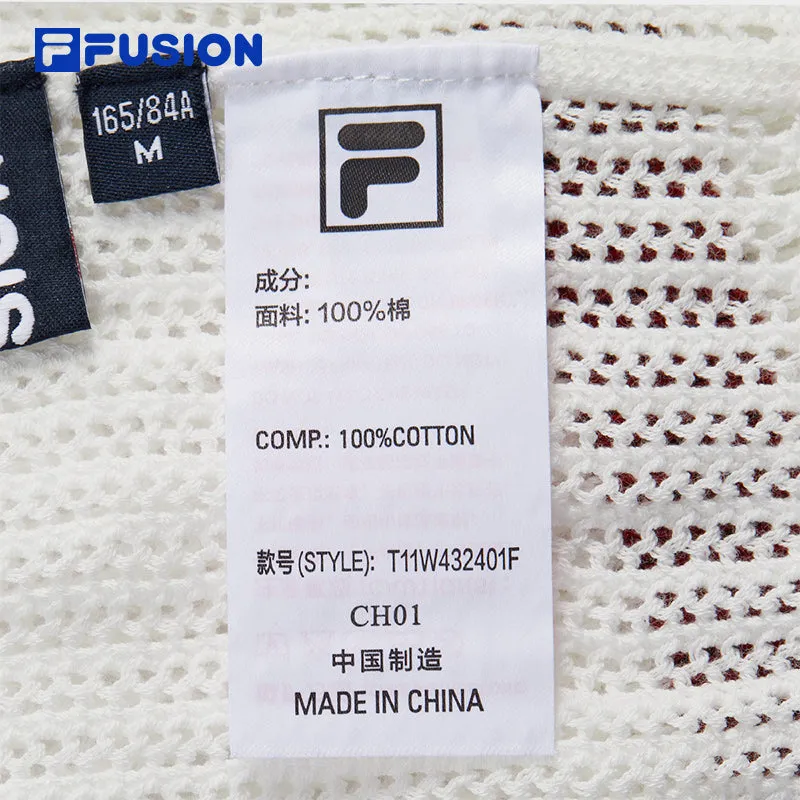 FUSION
165/84A
M
成分:
面料: 100%棉
COMP.: 100%COTTON
款号(STYLE): T11W432401F
CH01
中国制造
MADE IN CHINA